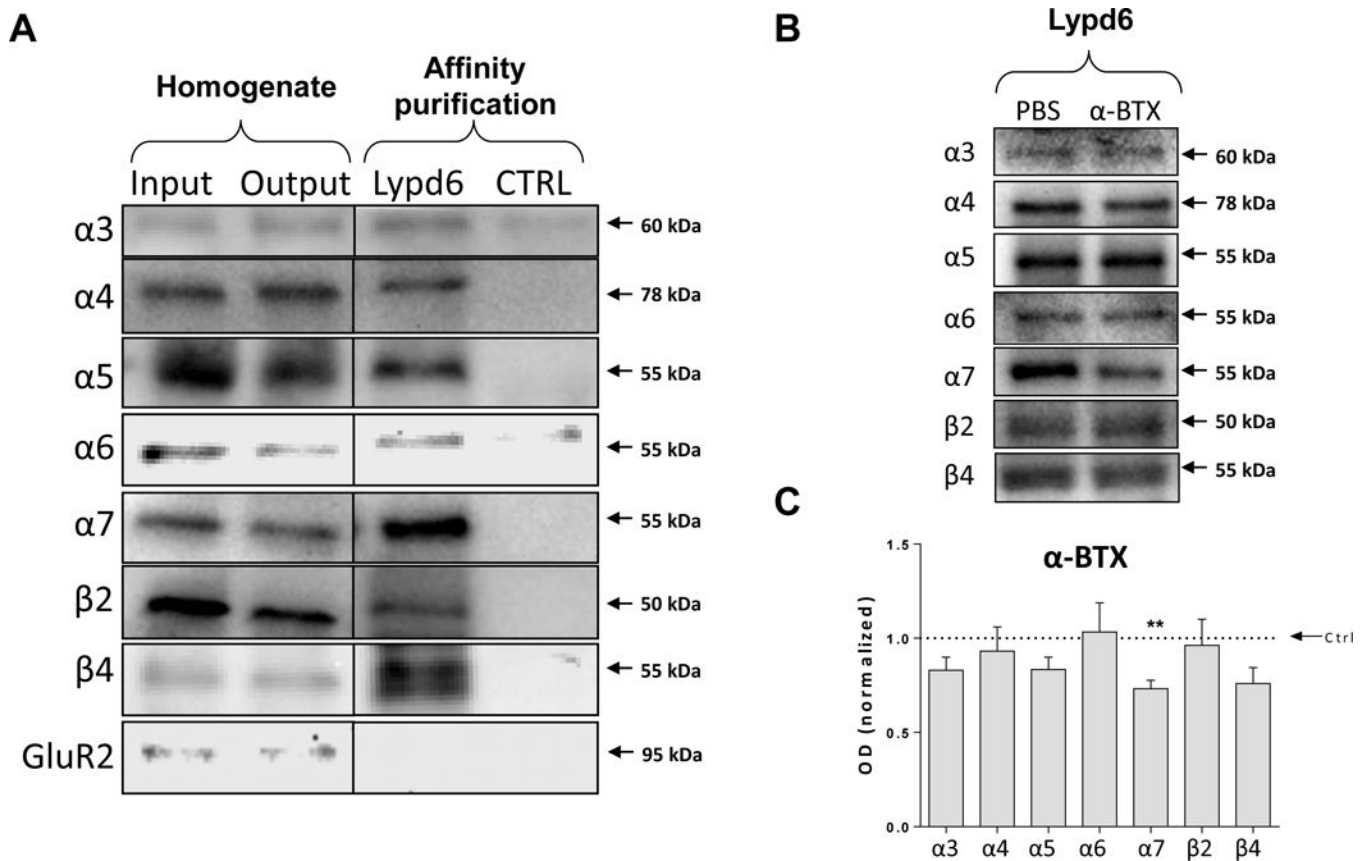 A
Homogenate
Affinity
purification
Input Output Lypd6 CTRL
α3 60 kDa
α4 78 kDa
α5 55 kDa
α6 55 kDa
α7 55 kDa
β2 50 kDa
β4 55 kDa
GluR2 95 kDa
B
Lypd6
PBS α-BTX
α3 60 kDa
α4 78 kDa
α5 55 kDa
α6 55 kDa
α7 55 kDa
β2 50 kDa
β4 55 kDa
C
α-BTX
OD (normalized)
1.5
1.0
0.5
0.0
**
Ctrl
α3 α4 α5 α6 α7 β2 β4